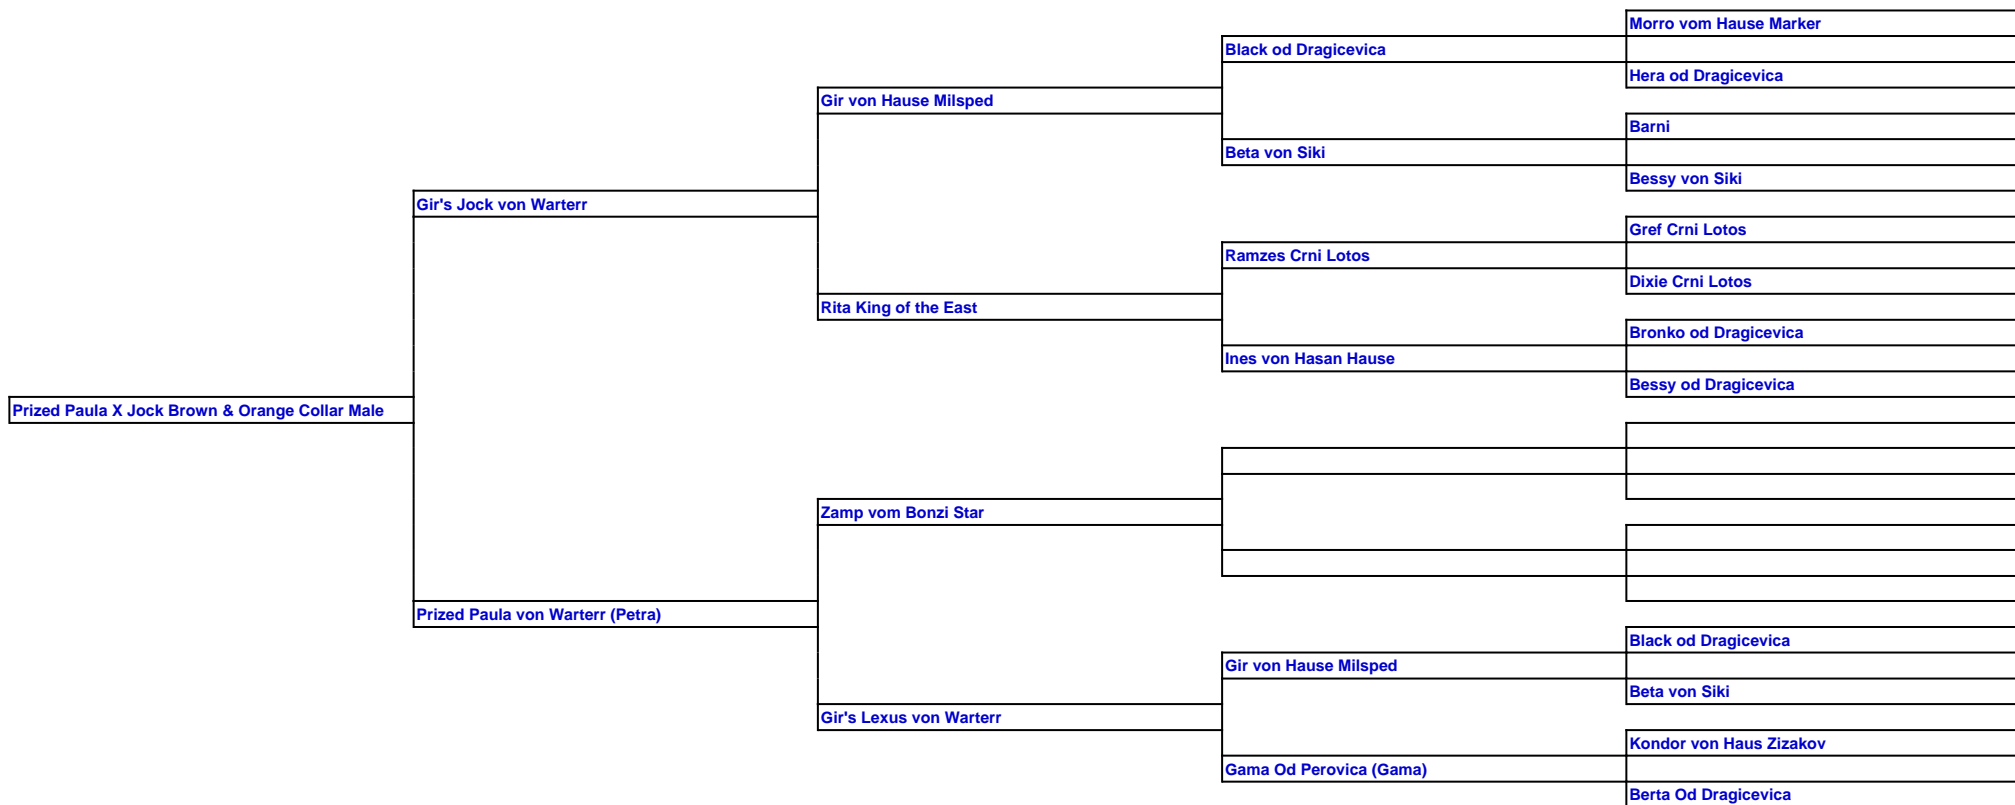 Morro vom Hause Marker
Black od Dragicevica
Hera od Dragicevica
Gir von Hause Milsped
Barni
Beta von Siki
Bessy von Siki
Gir's Jock von Warterr
Gref Crni Lotos
Ramzes Crni Lotos
Dixie Crni Lotos
Rita King of the East
Bronko od Dragicevica
Ines von Hasan Hause
Bessy od Dragicevica
Prized Paula X Jock Brown & Orange Collar Male
Zamp vom Bonzi Star
Prized Paula von Warterr (Petra)
Black od Dragicevica
Gir von Hause Milsped
Beta von Siki
Gir's Lexus von Warterr
Kondor von Haus Zizakov
Gama Od Perovica (Gama)
Berta Od Dragicevica